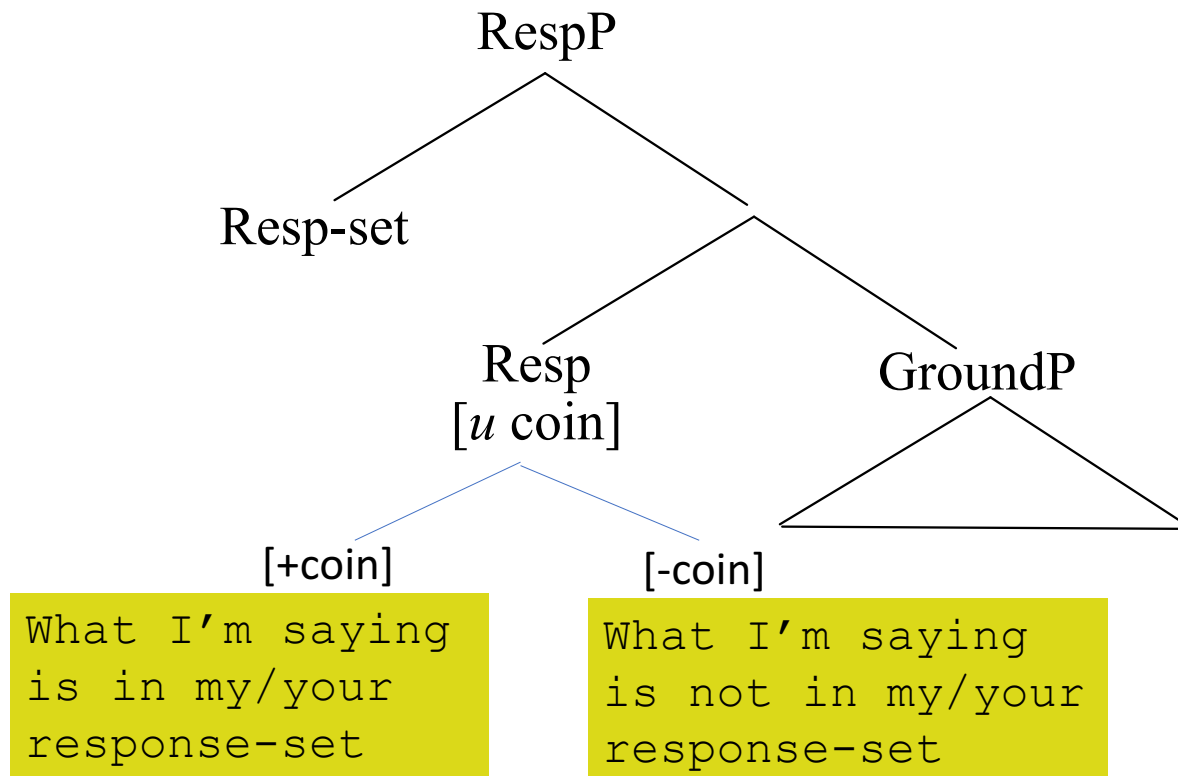 RespP
Resp-set
Resp
[u coin]
GroundP
[+coin]
[-coin]
What I’m saying
is in my/your
response-set
What I’m saying
is not in my/your
response-set